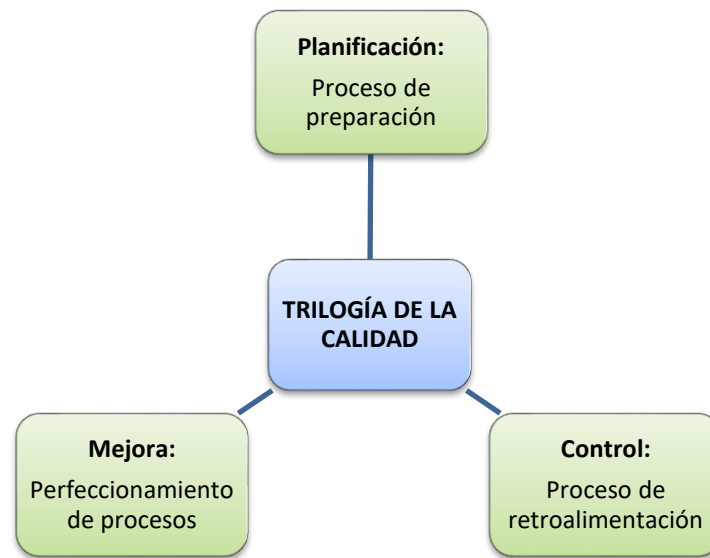 Planificación:
Proceso de
preparación
TRILOGÍA DE LA
CALIDAD
Mejora:
Perfeccionamiento
de procesos
Control:
Proceso de
retroalimentación